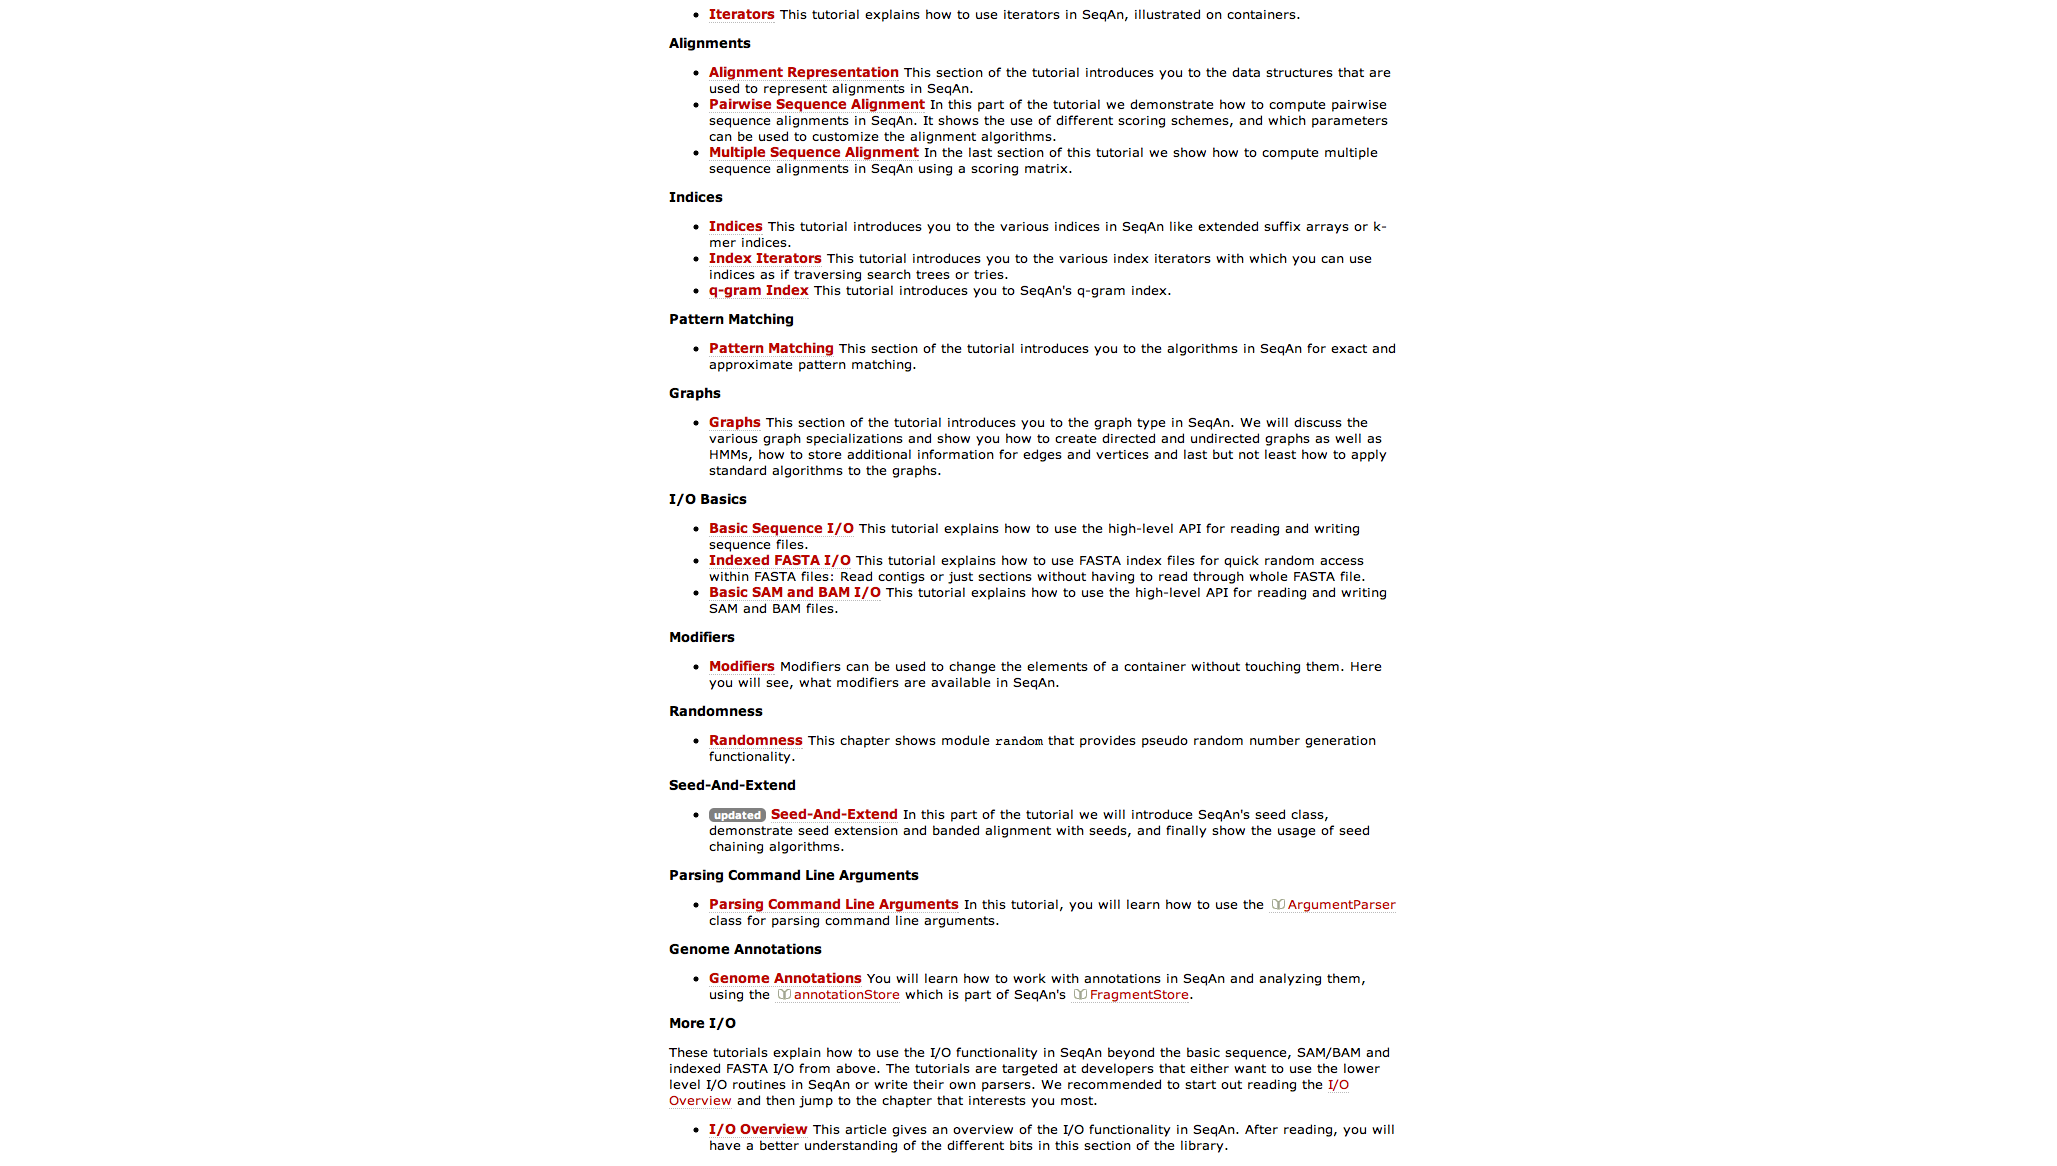 Iterators This tutorial explains how to use iterators in SeqAn, illustrated on containers.
Alignments
Alignment Representation This section of the tutorial introduces you to the data structures that are
used to represent alignments in SeqAn.
Pairwise Sequence Alignment In this part of the tutorial we demonstrate how to compute pairwise
sequence alignments in SeqAn. It shows the use of different scoring schemes, and which parameters
can be used to customize the alignment algorithms.
Multiple Sequence Alignment In the last section of this tutorial we show how to compute multiple
sequence alignments in SeqAn using a scoring matrix.
Indices
Indices This tutorial introduces you to the various indices in SeqAn like extended suffix arrays or k-
mer indices.
Index Iterators This tutorial introduces you to the various index iterators with which you can use
indices as if traversing search trees or tries.
q-gram Index This tutorial introduces you to SeqAn's q-gram index.
Pattern Matching
Pattern Matching This section of the tutorial introduces you to the algorithms in SeqAn for exact and
approximate pattern matching.
Graphs
Graphs This section of the tutorial introduces you to the graph type in SeqAn. We will discuss the
various graph specializations and show you how to create directed and undirected graphs as well as
HMMs, how to store additional information for edges and vertices and last but not least how to apply
standard algorithms to the graphs.
I/O Basics
Basic Sequence I/O This tutorial explains how to use the high-level API for reading and writing
sequence files.
Indexed FASTA I/O This tutorial explains how to use FASTA index files for quick random access
within FASTA files: Read contigs or just sections without having to read through whole FASTA file.
Basic SAM and BAM I/O This tutorial explains how to use the high-level API for reading and writing
SAM and BAM files.
Modifiers
Modifiers Modifiers can be used to change the elements of a container without touching them. Here
you will see, what modifiers are available in SeqAn.
Randomness
Randomness This chapter shows module random that provides pseudo random number generation
functionality.
Seed-And-Extend
updated Seed-And-Extend In this part of the tutorial we will introduce SeqAn's seed class,
demonstrate seed extension and banded alignment with seeds, and finally show the usage of seed
chaining algorithms.
Parsing Command Line Arguments
Parsing Command Line Arguments In this tutorial, you will learn how to use the ArgumentParser
class for parsing command line arguments.
Genome Annotations
Genome Annotations You will learn how to work with annotations in SeqAn and analyzing them,
using the annotationStore which is part of SeqAn's FragmentStore.
More I/O
These tutorials explain how to use the I/O functionality in SeqAn beyond the basic sequence, SAM/BAM and
indexed FASTA I/O from above. The tutorials are targeted at developers that either want to use the lower
level I/O routines in SeqAn or write their own parsers. We recommended to start out reading the I/O
Overview and then jump to the chapter that interests you most.
I/O Overview This article gives an overview of the I/O functionality in SeqAn. After reading, you will
have a better understanding of the different bits in this section of the library.